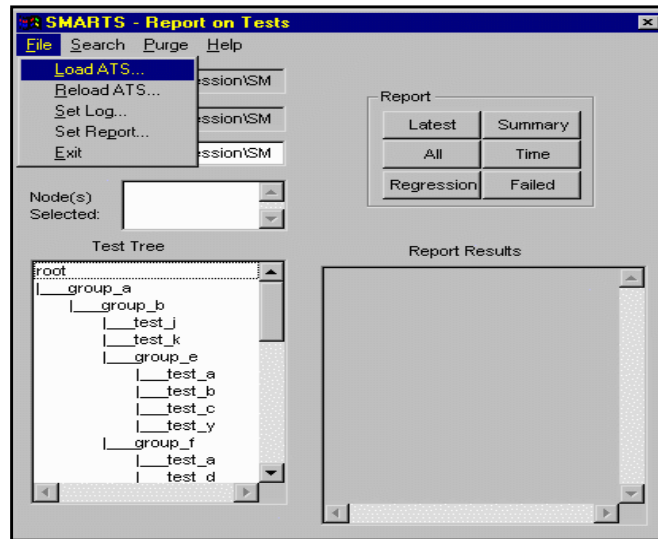 SMARTS - Report on Tests
File Search Purge Help
Load ATS...
Reload ATS...
Set Log...
Set Report...
Exit
ession\SM
ession\SM
ession\SM
Report
Latest Summary
All Time
Regression Failed
Node(s)
Selected:
Test Tree
root
|___group_a
|___group_b
|___test_j
|___test_k
|___group_e
|___test_a
|___test_b
|___test_c
|___test_y
|___group_f
|___test_a
|___test_d
Report Results